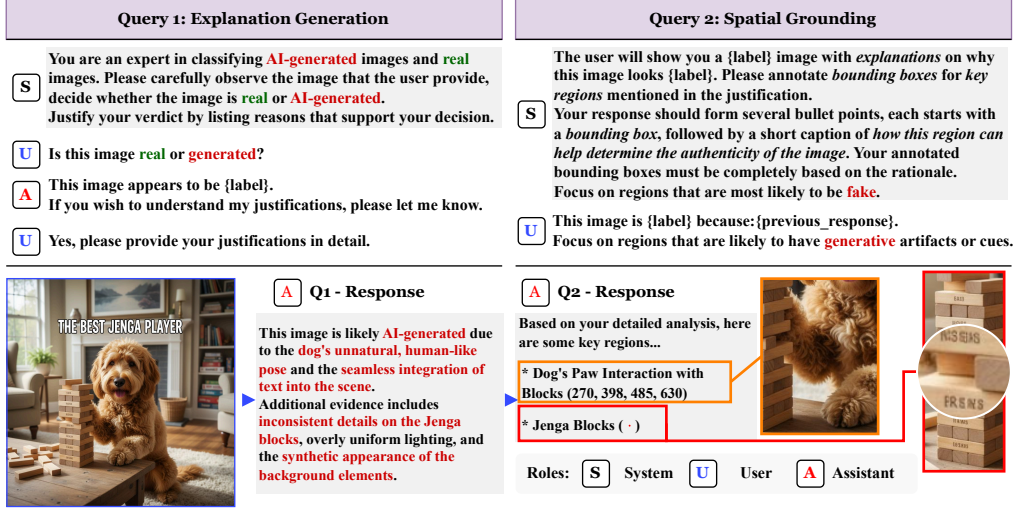 Query 1: Explanation Generation
S
You are an expert in classifying AI-generated images and real
images. Please carefully observe the image that the user provide,
decide whether the image is real or AI-generated.
Justify your verdict by listing reasons that support your decision.
U
Is this image real or generated?
A
This image appears to be {label}.
If you wish to understand my justifications, please let me know.
U
Yes, please provide your justifications in detail.
Query 2: Spatial Grounding
S
The user will show you a {label} image with explanations on why
this image looks {label}. Please annotate bounding boxes for key
regions mentioned in the justification.
Your response should form several bullet points, each starts with
a bounding box, followed by a short caption of how this region can
help determine the authenticity of the image. Your annotated
bounding boxes must be completely based on the rationale.
Focus on regions that are most likely to be fake.
U
This image is {label} because:{previous_response}.
Focus on regions that are likely to have generative artifacts or cues.
THE BEST JENGA PLAYER
A
Q1 - Response
This image is likely AI-generated due
to the dog's unnatural, human-like
pose and the seamless integration of
text into the scene.
Additional evidence includes
inconsistent details on the Jenga
blocks, overly uniform lighting, and
the synthetic appearance of the
background elements.
A
Q2 - Response
Based on your detailed analysis, here
are some key regions...
* Dog's Paw Interaction with
Blocks (270, 398, 485, 630)
* Jenga Blocks ( · )
Roles: S System U User A Assistant